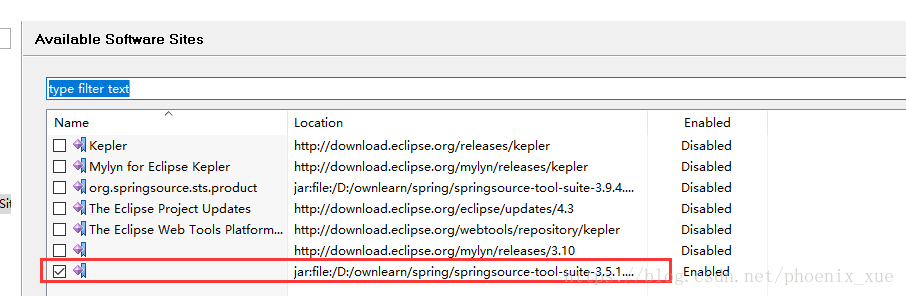 Available Software Sites
type filter text
Name Location Enabled
Kepler http://download.eclipse.org/releases/kepler Disabled
Mylyn for Eclipse Kepler http://download.eclipse.org/mylyn/releases/kepler Disabled
org.springsource.sts.product jar:file:/D:/ownlearn/spring/springsource-tool-suite-3.9.4.... Disabled
The Eclipse Project Updates http://download.eclipse.org/eclipse/updates/4.3 Disabled
The Eclipse Web Tools Platform... http://download.eclipse.org/webtools/repository/kepler Disabled
http://download.eclipse.org/mylyn/releases/3.10 Disabled
Sit
jar:file:/D:/ownlearn/spring/springsource-tool-suite-3.5.1.... Enabled
https://blog.csdn.net/phoenix_xue